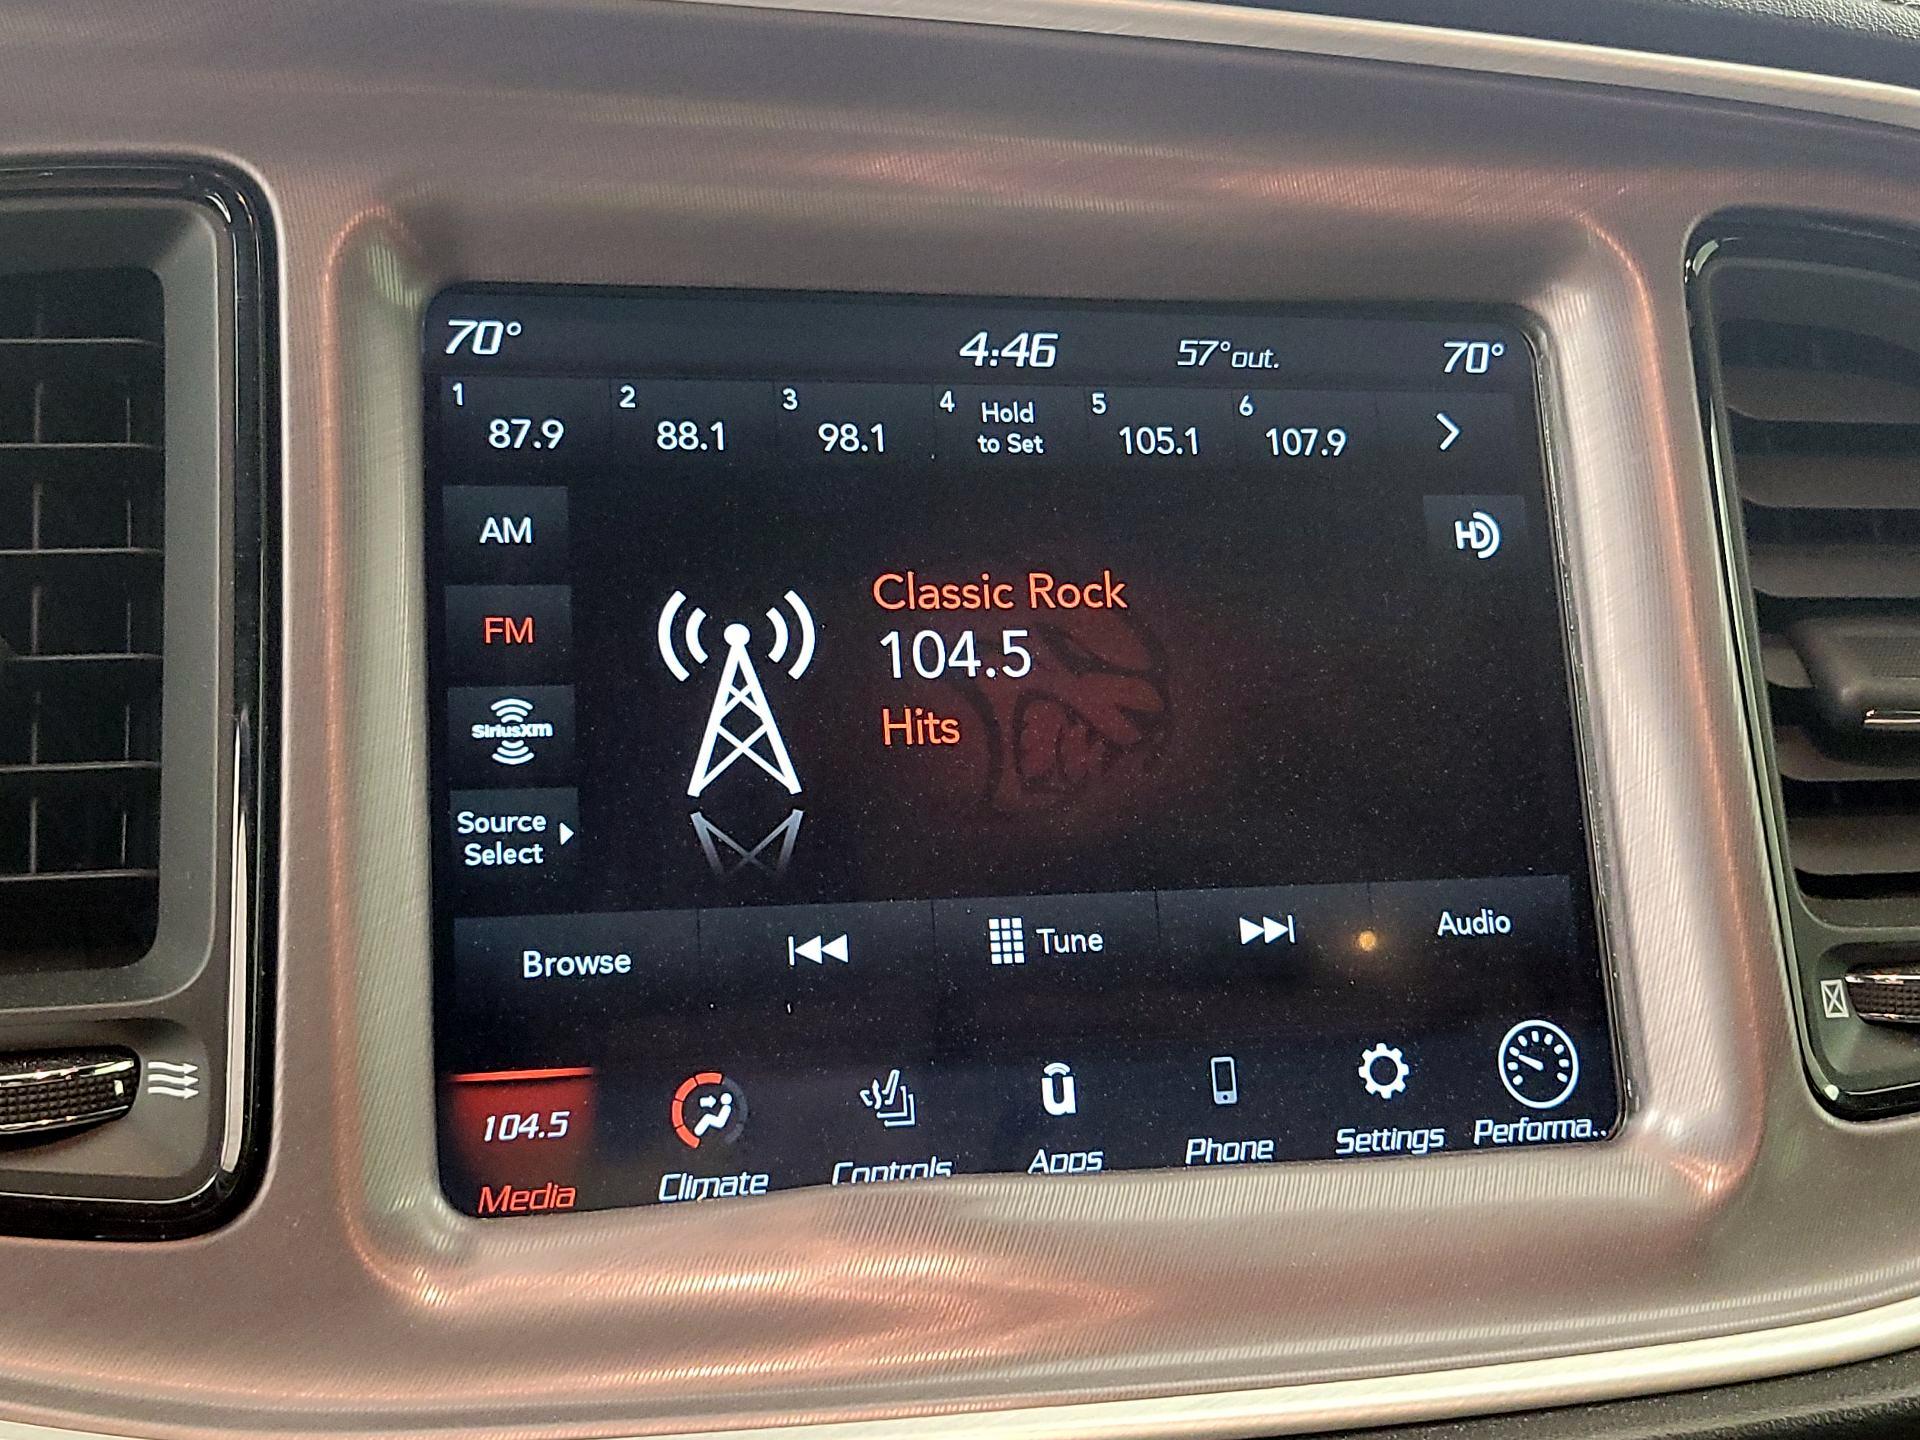 70° 4:46 57° out. 70°
1 2 3 4 5 6
87.9 88.1 98.1 Hold to Set 105.1 107.9
AM
HD
Classic Rock
FM
104.5
SiriusXM
Hits
Source
Select
Browse Tune Audio
104.5
Media Climate Controls Apps Phone Settings Performa..